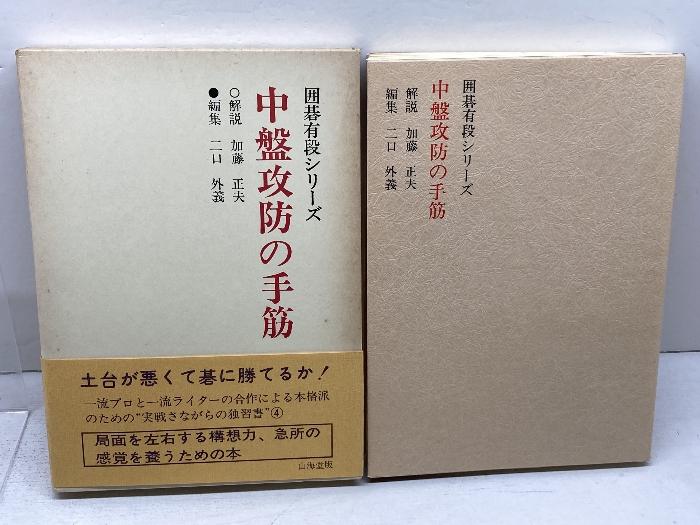 囲碁有段シリーズ
中盤攻防の手筋
○解説 加藤 正夫
●編集 二口 外義
土台が悪くて碁に勝てるか!
一流プロと一流ライターの合作による本格派
のための“実戦さながらの独習書”④
局面を左右する構想力、急所の
感覚を養うための本
山海堂版
囲碁有段シリーズ
中盤攻防の手筋
解説 加藤 正夫
編集 二口 外義